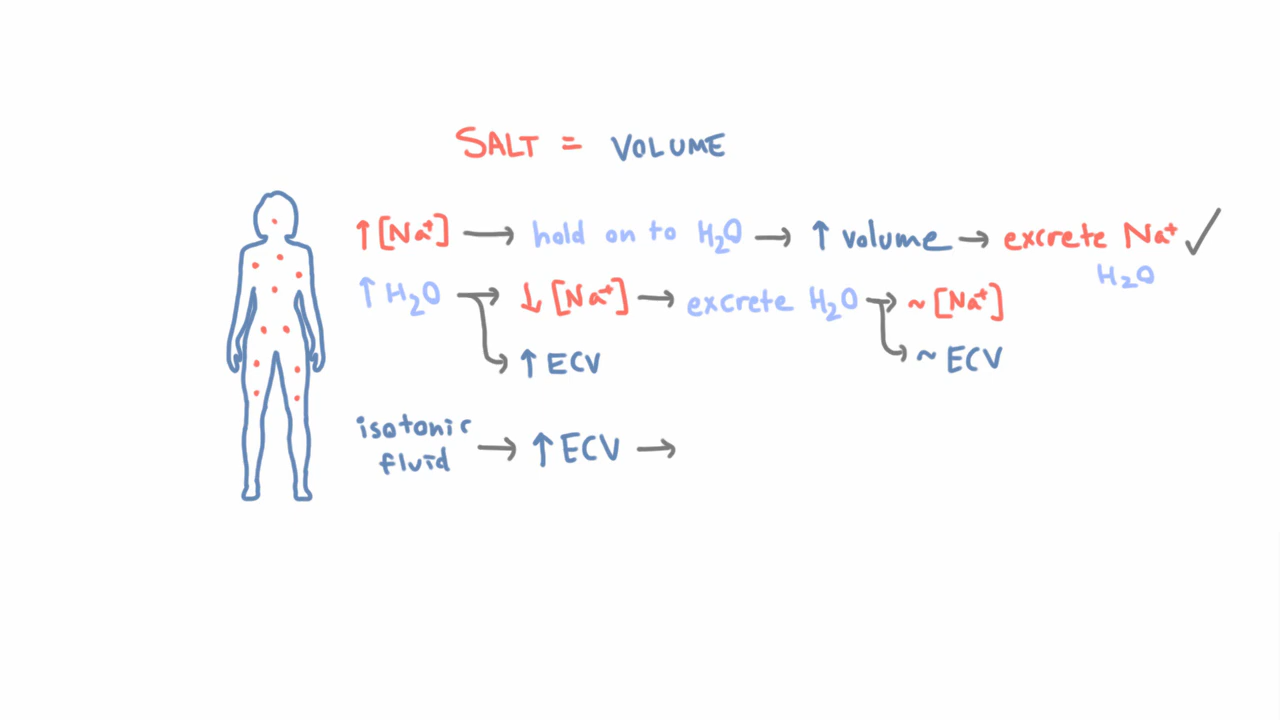 SALT = VOLUME
↑ [Na⁺] → hold on to H₂O → ↑ volume → excrete Na⁺ ✓
H₂O
↑ H₂O → ↓ [Na⁺] → excrete H₂O → ~ [Na⁺]
↑ ECV
~ ECV
isotonic
fluid → ↑ ECV →